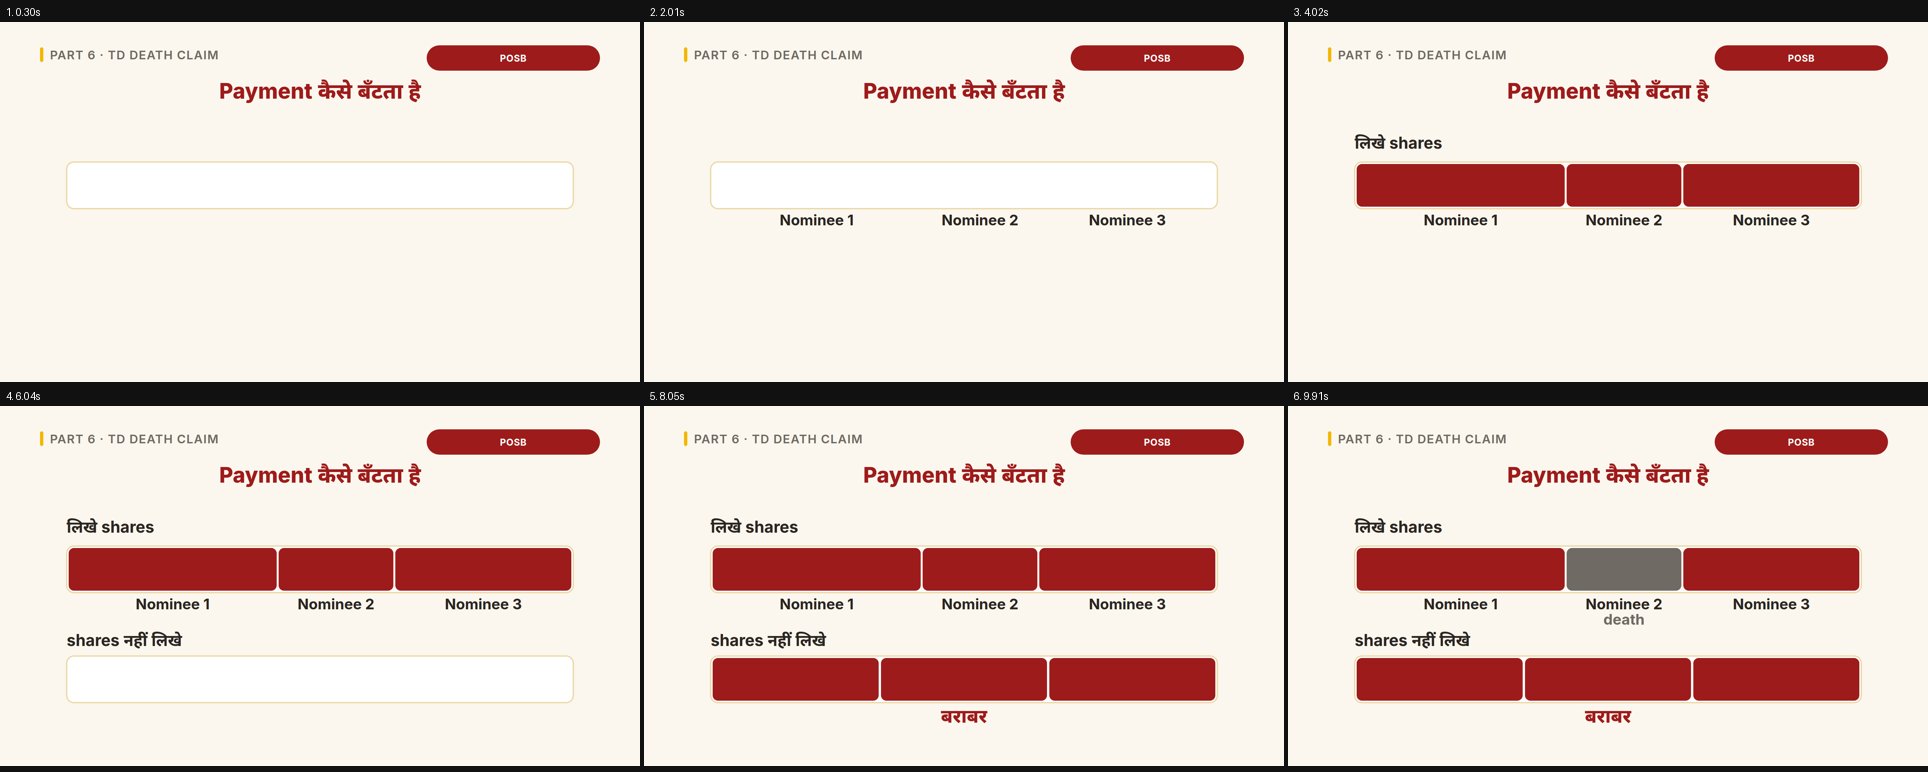 1. 0.30s
PART 6 · TD DEATH CLAIM
POSB
Payment कैसे बँटता है
2. 2.01s
PART 6 · TD DEATH CLAIM
POSB
Payment कैसे बँटता है
Nominee 1 Nominee 2 Nominee 3
3. 4.02s
PART 6 · TD DEATH CLAIM
POSB
Payment कैसे बँटता है
लिखे shares
Nominee 1 Nominee 2 Nominee 3
4. 6.04s
PART 6 · TD DEATH CLAIM
POSB
Payment कैसे बँटता है
लिखे shares
Nominee 1 Nominee 2 Nominee 3
shares नहीं लिखे
5. 8.05s
PART 6 · TD DEATH CLAIM
POSB
Payment कैसे बँटता है
लिखे shares
Nominee 1 Nominee 2 Nominee 3
shares नहीं लिखे
बराबर
6. 9.91s
PART 6 · TD DEATH CLAIM
POSB
Payment कैसे बँटता है
लिखे shares
Nominee 1 Nominee 2 Nominee 3
death
shares नहीं लिखे
बराबर